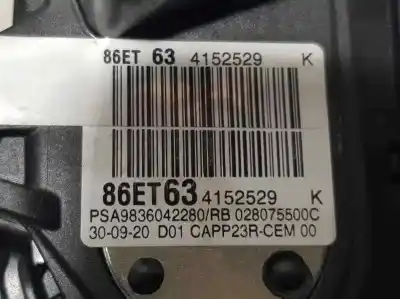 86ET 63 4152529 K
86ET63 4152529 K
PSA9836042280/RB 028075500C
30-09-20 D01 CAPP23R-CEM 00